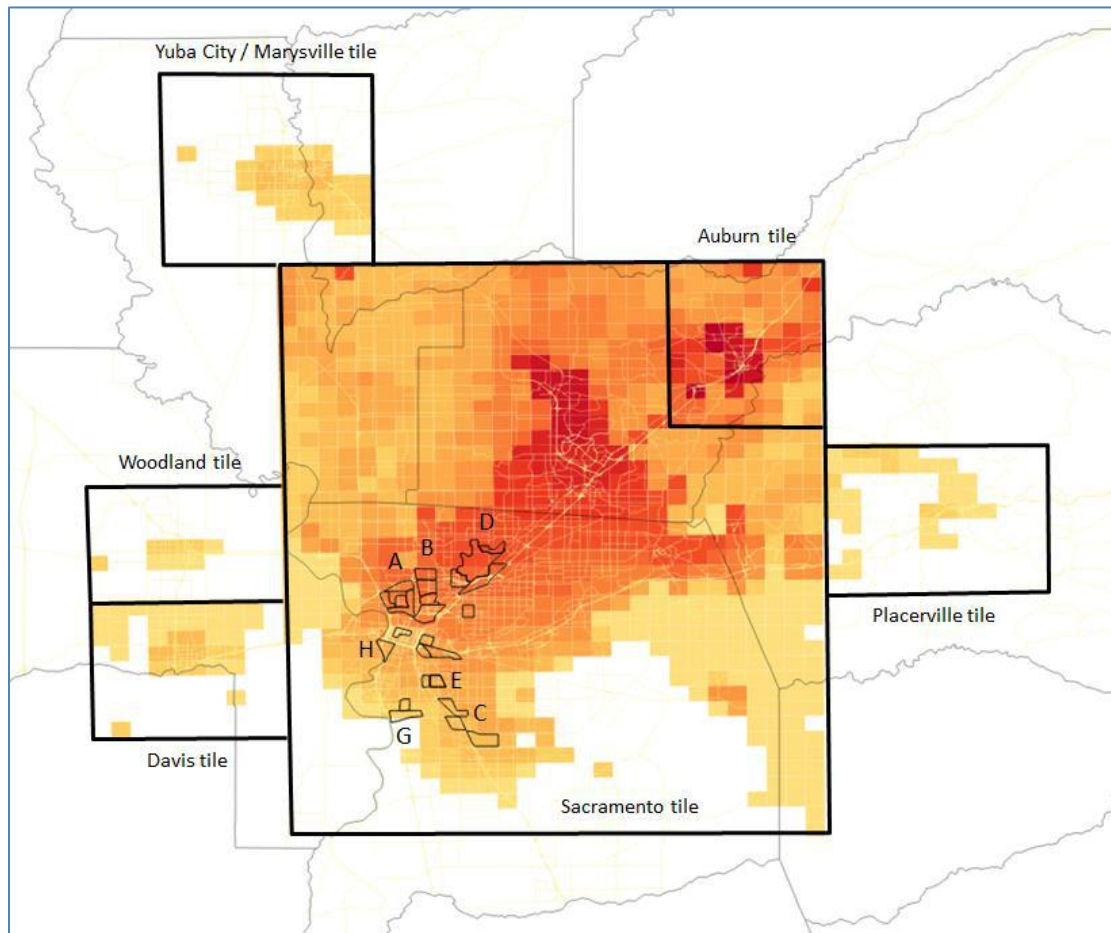 Yuba City / Marysville tile
Auburn tile
Woodland tile
D
B
A
Placerville tile
H
E
C
G
Davis tile
Sacramento tile